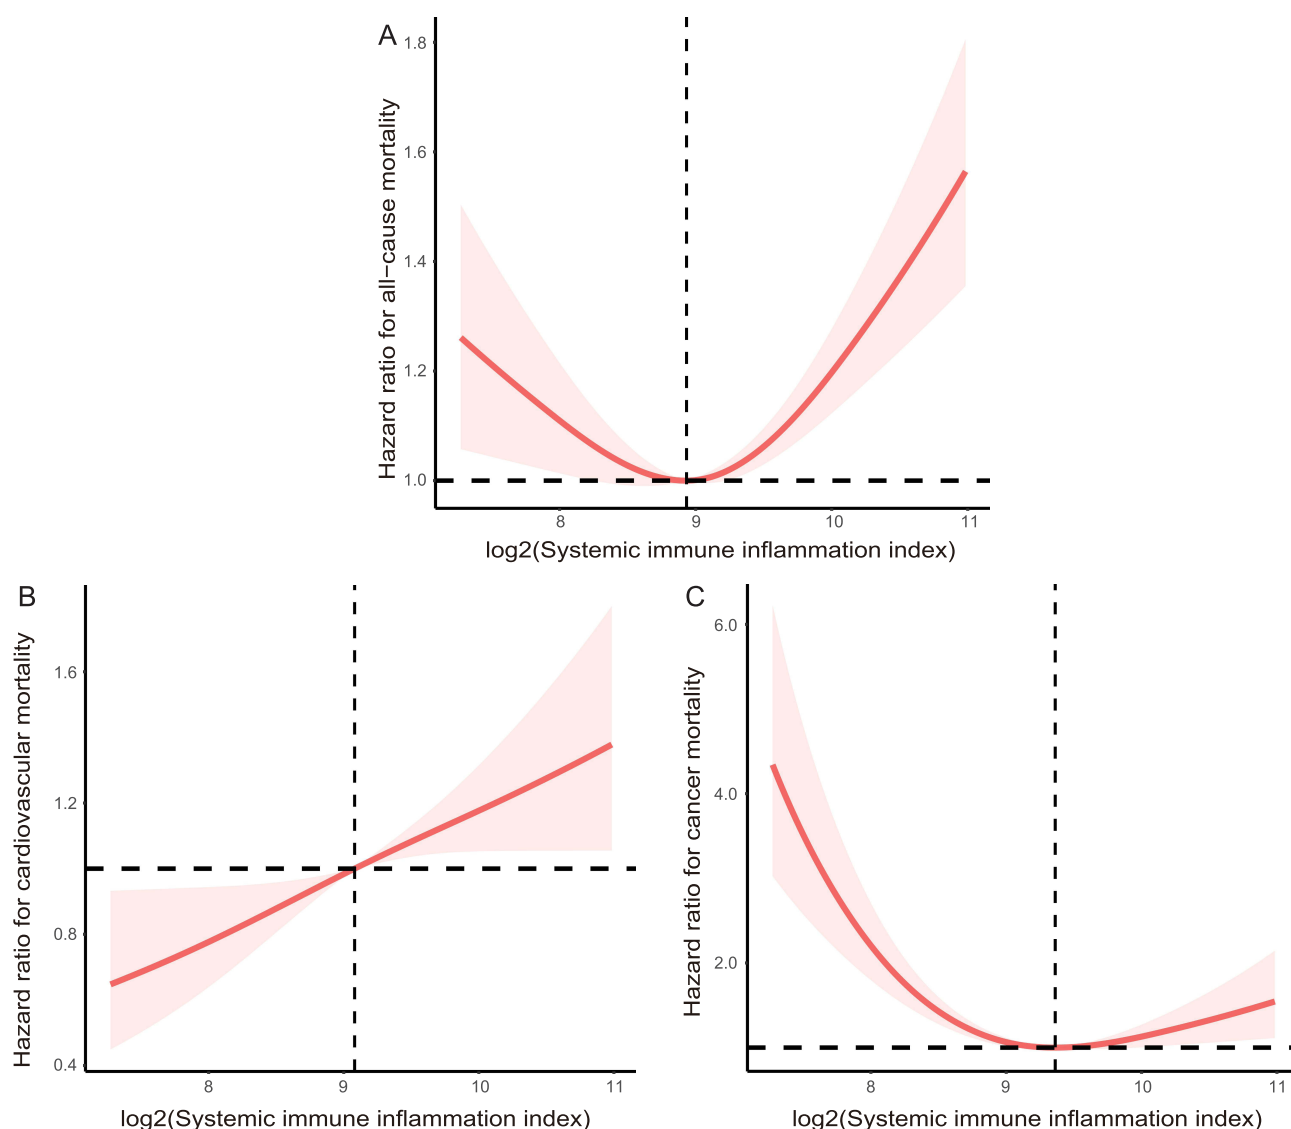 A
Hazard ratio for all−cause mortality
1.8
1.6
1.4
1.2
1.0
8 9 10 11
log2(Systemic immune inflammation index)
B
Hazard ratio for cardiovascular mortality
1.6
1.2
0.8
0.4
8 9 10 11
log2(Systemic immune inflammation index)
C
Hazard ratio for cancer mortality
6.0
4.0
2.0
8 9 10 11
log2(Systemic immune inflammation index)